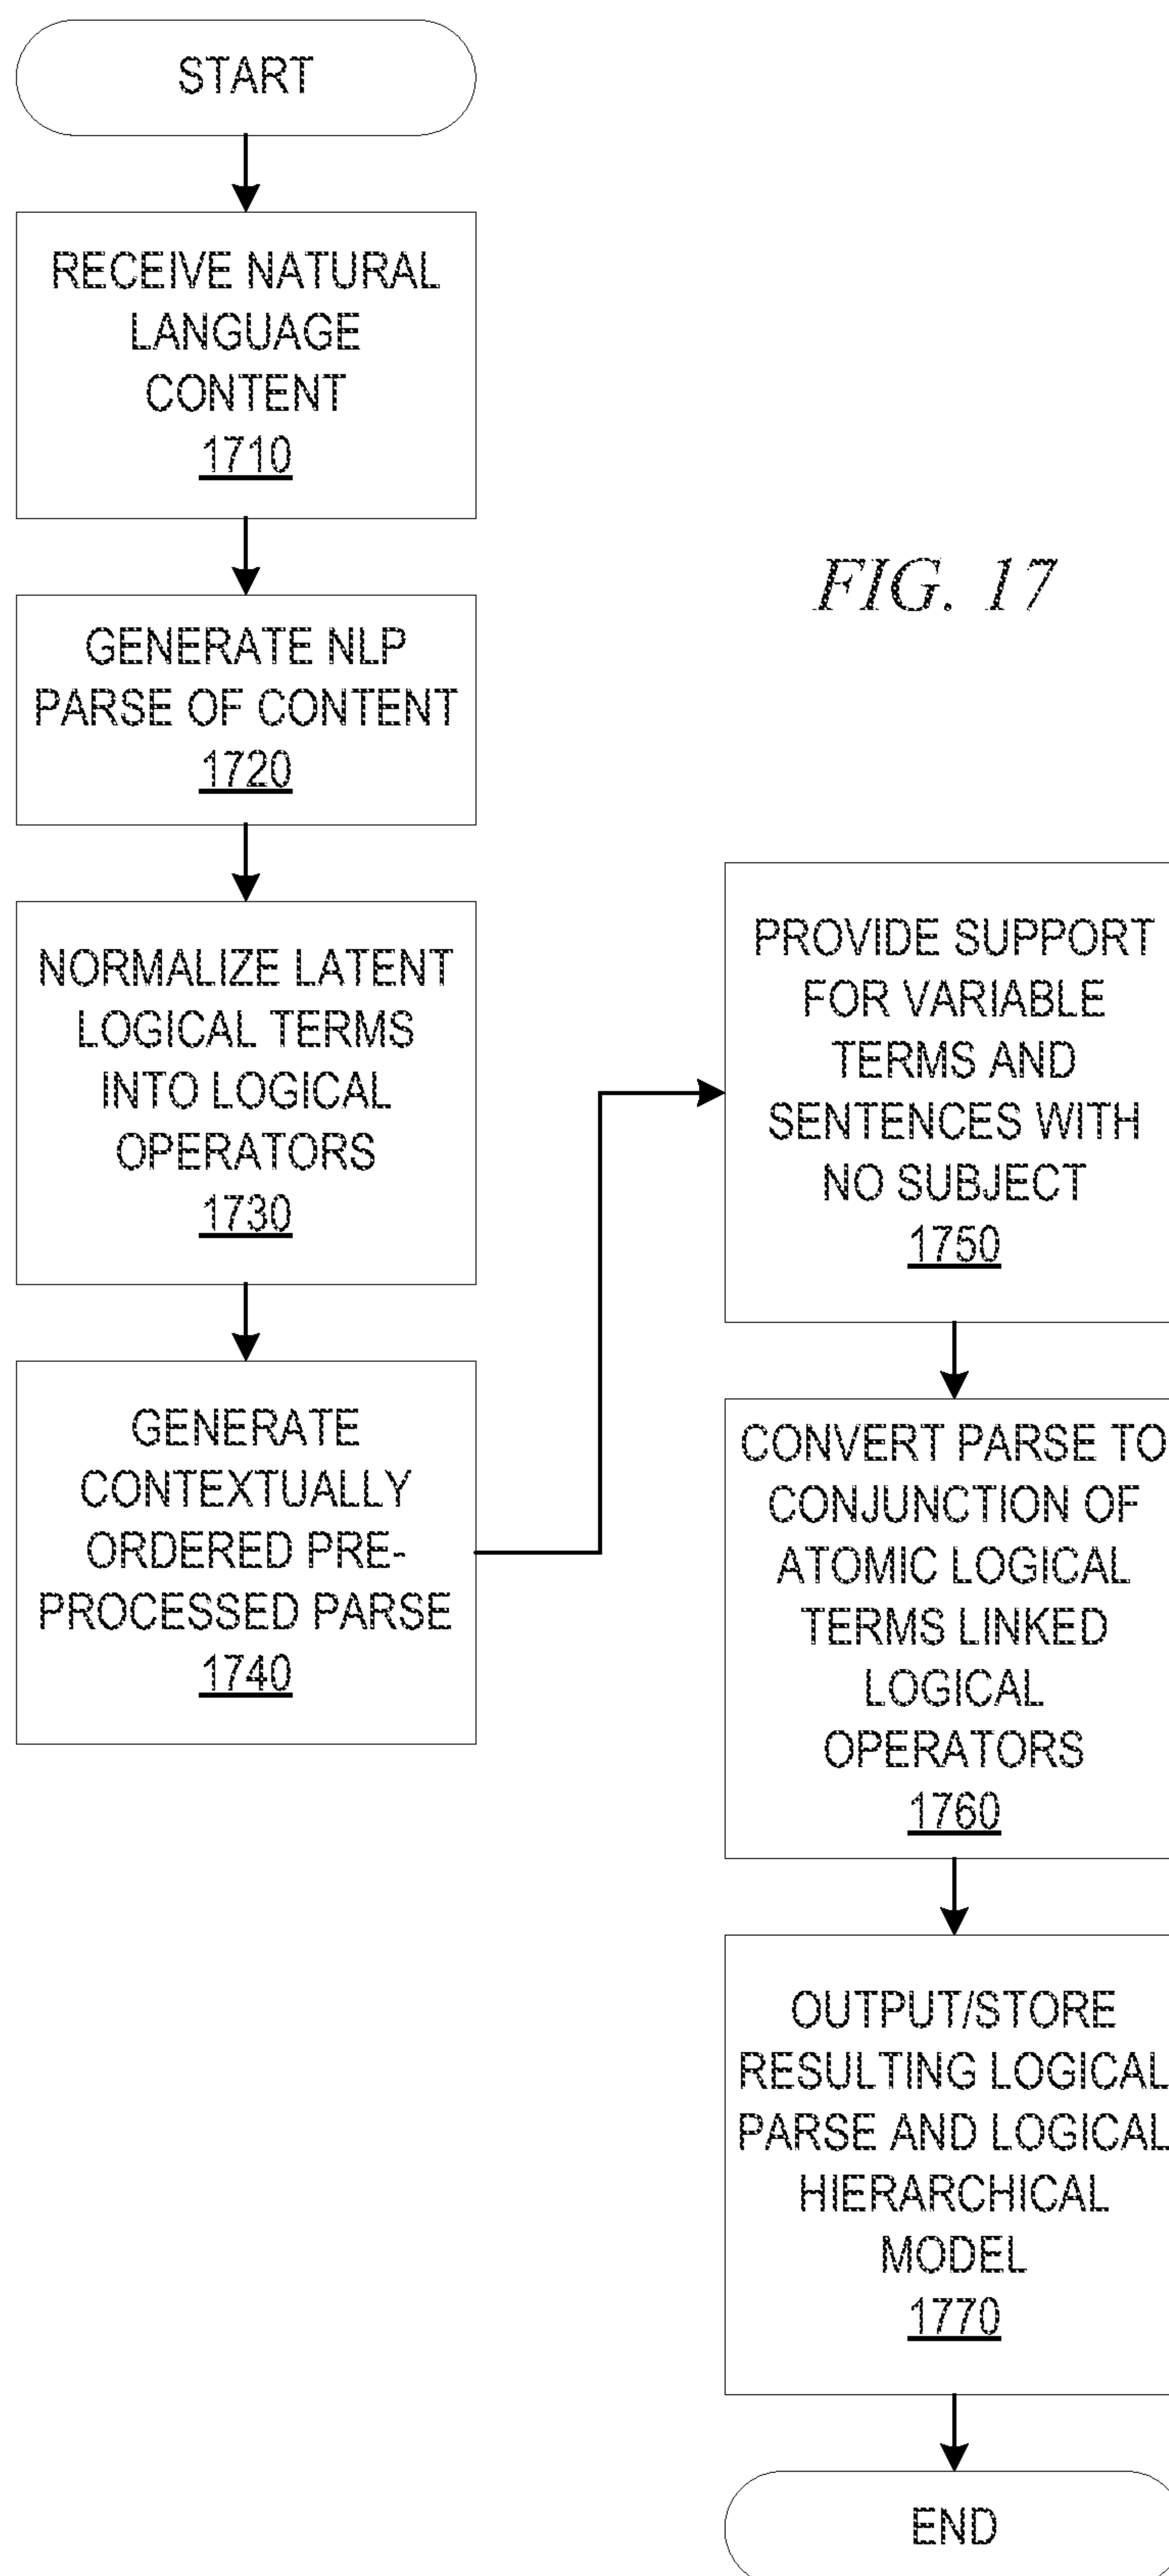 START
RECEIVE NATURAL
LANGUAGE
CONTENT
1710
GENERATE NLP
PARSE OF CONTENT
1720
NORMALIZE LATENT
LOGICAL TERMS
INTO LOGICAL
OPERATORS
1730
GENERATE
CONTEXTUALLY
ORDERED PRE-
PROCESSED PARSE
1740
FIG. 17
PROVIDE SUPPORT
FOR VARIABLE
TERMS AND
SENTENCES WITH
NO SUBJECT
1750
CONVERT PARSE TO
CONJUNCTION OF
ATOMIC LOGICAL
TERMS LINKED
LOGICAL
OPERATORS
1760
OUTPUT/STORE
RESULTING LOGICAL
PARSE AND LOGICAL
HIERARCHICAL
MODEL
1770
END